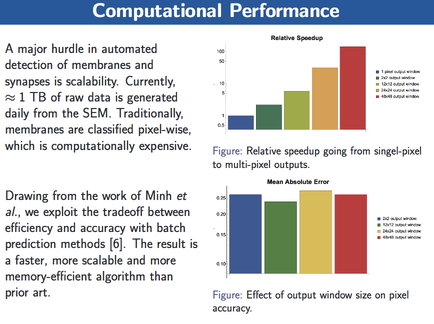 Computational Performance
A major hurdle in automated
detection of membranes and
synapses is scalability. Currently,
≈ 1 TB of raw data is generated
daily from the SEM. Traditionally,
membranes are classified pixel-wise,
which is computationally expensive.
Relative Speedup
100
50
10
5
1
0.5
1 pixel output window
2x2 output window
12x12 output window
24x24 output window
48x48 output window
Figure: Relative speedup going from singel-pixel
to multi-pixel outputs.
Drawing from the work of Minh et
al., we exploit the tradeoff between
efficiency and accuracy with batch
prediction methods [6]. The result is
a faster, more scalable and more
memory-efficient algorithm than
prior art.
Mean Absolute Error
0.25
0.20
0.15
0.10
2x2 output window
12x12 output window
24x24 output window
48x48 output window
Figure: Effect of output window size on pixel
accuracy.